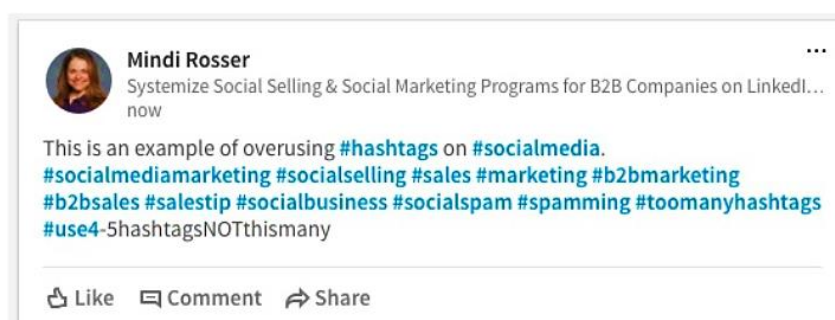 Mindi Rosser
Systemize Social Selling & Social Marketing Programs for B2B Companies on LinkedI...
now
This is an example of overusing #hashtags on #socialmedia.
#socialmediamarketing #socialselling #sales #marketing #b2bmarketing
#b2bsales #salestip #socialbusiness #socialspam #spamming #toomanyhashtags
#use4-5hashtagsNOTthismany
Like Comment Share